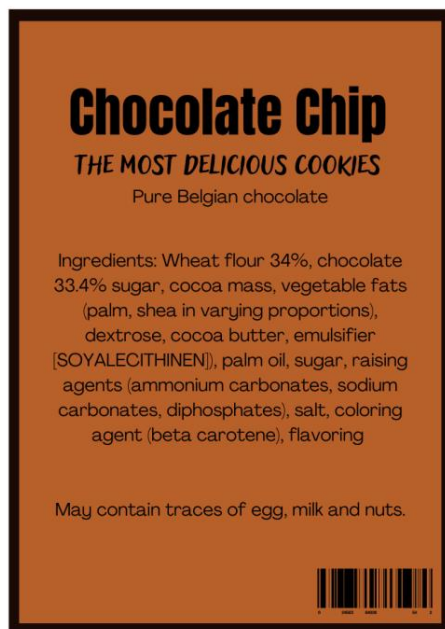 Chocolate Chip
THE MOST DELICIOUS COOKIES
Pure Belgian chocolate
Ingredients: Wheat flour 34%, chocolate
33.4% sugar, cocoa mass, vegetable fats
(palm, shea in varying proportions),
dextrose, cocoa butter, emulsifier
[SOYALECITHINEN]), palm oil, sugar, raising
agents (ammonium carbonates, sodium
carbonates, diphosphates), salt, coloring
agent (beta carotene), flavoring
May contain traces of egg, milk and nuts.